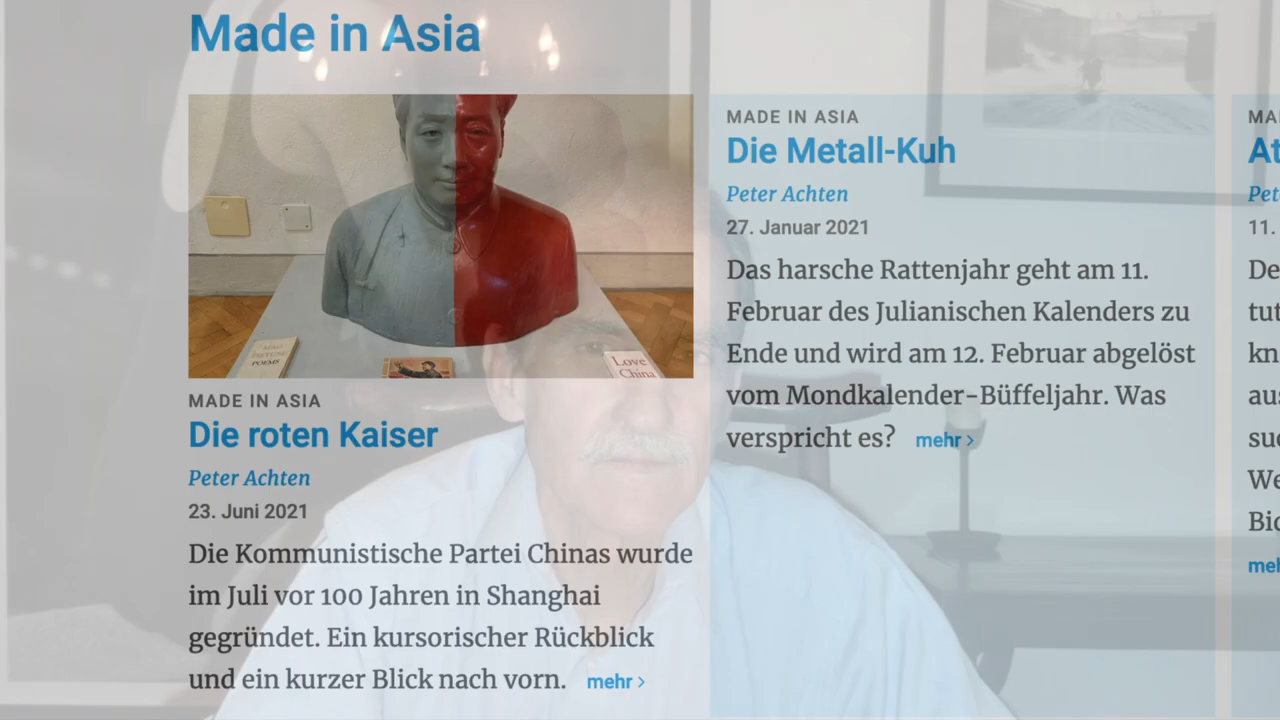 Made in Asia
POEMS
Love
China
MADE IN ASIA
Die roten Kaiser
Peter Achten
23. Juni 2021
Die Kommunistische Partei Chinas wurde
im Juli vor 100 Jahren in Shanghai
gegründet. Ein kursorischer Rückblick
und ein kurzer Blick nach vorn. mehr ›
MADE IN ASIA
Die Metall-Kuh
Peter Achten
27. Januar 2021
Das harsche Rattenjahr geht am 11.
Februar des Julianischen Kalenders zu
Ende und wird am 12. Februar abgelöst
vom Mondkalender-Büffeljahr. Was
verspricht es? mehr ›
11.